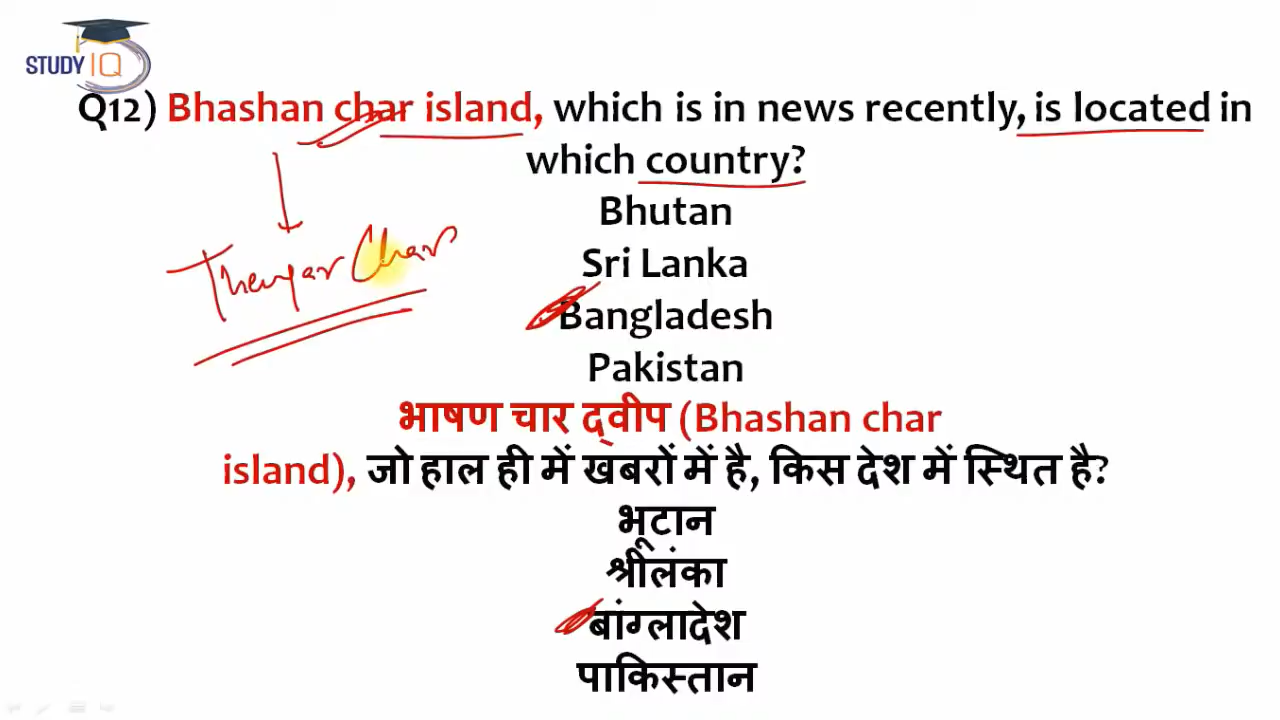 STUDY IQ
Q12) Bhashan char island, which is in news recently, is located in
which country?
Bhutan
Thengar Char
Sri Lanka
Bangladesh
Pakistan
भाषण चार द्वीप (Bhashan char
island), जो हाल ही में खबरों में है, किस देश में स्थित है?
भूटान
श्रीलंका
बांग्लादेश
पाकिस्तान